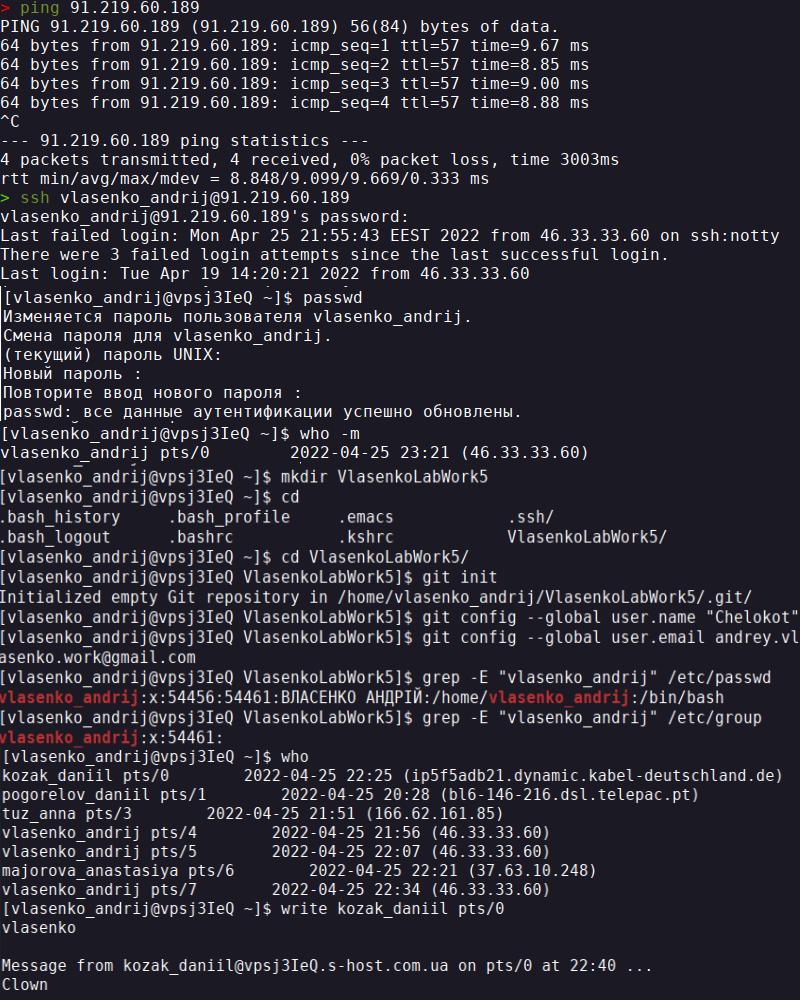 > ping 91.219.60.189
PING 91.219.60.189 (91.219.60.189) 56(84) bytes of data.
64 bytes from 91.219.60.189: icmp_seq=1 ttl=57 time=9.67 ms
64 bytes from 91.219.60.189: icmp_seq=2 ttl=57 time=8.85 ms
64 bytes from 91.219.60.189: icmp_seq=3 ttl=57 time=9.00 ms
64 bytes from 91.219.60.189: icmp_seq=4 ttl=57 time=8.88 ms
^C
--- 91.219.60.189 ping statistics ---
4 packets transmitted, 4 received, 0% packet loss, time 3003ms
rtt min/avg/max/mdev = 8.848/9.099/9.669/0.333 ms
> ssh vlasenko_andrij@91.219.60.189
vlasenko_andrij@91.219.60.189's password:
Last failed login: Mon Apr 25 21:55:43 EEST 2022 from 46.33.33.60 on ssh:notty
There were 3 failed login attempts since the last successful login.
Last login: Tue Apr 19 14:20:21 2022 from 46.33.33.60
[vlasenko_andrij@vpsj3IeQ ~]$ passwd
Изменяется пароль пользователя vlasenko_andrij.
Смена пароля для vlasenko_andrij.
(текущий) пароль UNIX:
Новый пароль :
Повторите ввод нового пароля :
passwd: все данные аутентификации успешно обновлены.
[vlasenko_andrij@vpsj3IeQ ~]$ who -m
vlasenko_andrij pts/0        2022-04-25 23:21 (46.33.33.60)
[vlasenko_andrij@vpsj3IeQ ~]$ mkdir VlasenkoLabWork5
[vlasenko_andrij@vpsj3IeQ ~]$ cd
.bash_history     .bash_profile     .emacs            .ssh/
.bash_logout      .bashrc           .kshrc            VlasenkoLabWork5/
[vlasenko_andrij@vpsj3IeQ ~]$ cd VlasenkoLabWork5/
[vlasenko_andrij@vpsj3IeQ VlasenkoLabWork5]$ git init
Initialized empty Git repository in /home/vlasenko_andrij/VlasenkoLabWork5/.git/
[vlasenko_andrij@vpsj3IeQ VlasenkoLabWork5]$ git config --global user.name "Chelokot"
[vlasenko_andrij@vpsj3IeQ VlasenkoLabWork5]$ git config --global user.email andrey.vl
asenko.work@gmail.com
[vlasenko_andrij@vpsj3IeQ VlasenkoLabWork5]$ grep -E "vlasenko_andrij" /etc/passwd
vlasenko_andrij:x:54456:54461:ВЛАСЕНКО АНДРІЙ:/home/vlasenko_andrij:/bin/bash
[vlasenko_andrij@vpsj3IeQ VlasenkoLabWork5]$ grep -E "vlasenko_andrij" /etc/group
vlasenko_andrij:x:54461:
[vlasenko_andrij@vpsj3IeQ ~]$ who
kozak_daniil pts/0        2022-04-25 22:25 (ip5f5adb21.dynamic.kabel-deutschland.de)
pogorelov_daniil pts/1        2022-04-25 20:28 (bl6-146-216.dsl.telepac.pt)
tuz_anna pts/3        2022-04-25 21:51 (166.62.161.85)
vlasenko_andrij pts/4        2022-04-25 21:56 (46.33.33.60)
vlasenko_andrij pts/5        2022-04-25 22:07 (46.33.33.60)
majorova_anastasiya pts/6        2022-04-25 22:21 (37.63.10.248)
vlasenko_andrij pts/7        2022-04-25 22:34 (46.33.33.60)
[vlasenko_andrij@vpsj3IeQ ~]$ write kozak_daniil pts/0
vlasenko
Message from kozak_daniil@vpsj3IeQ.s-host.com.ua on pts/0 at 22:40 ...
Clown